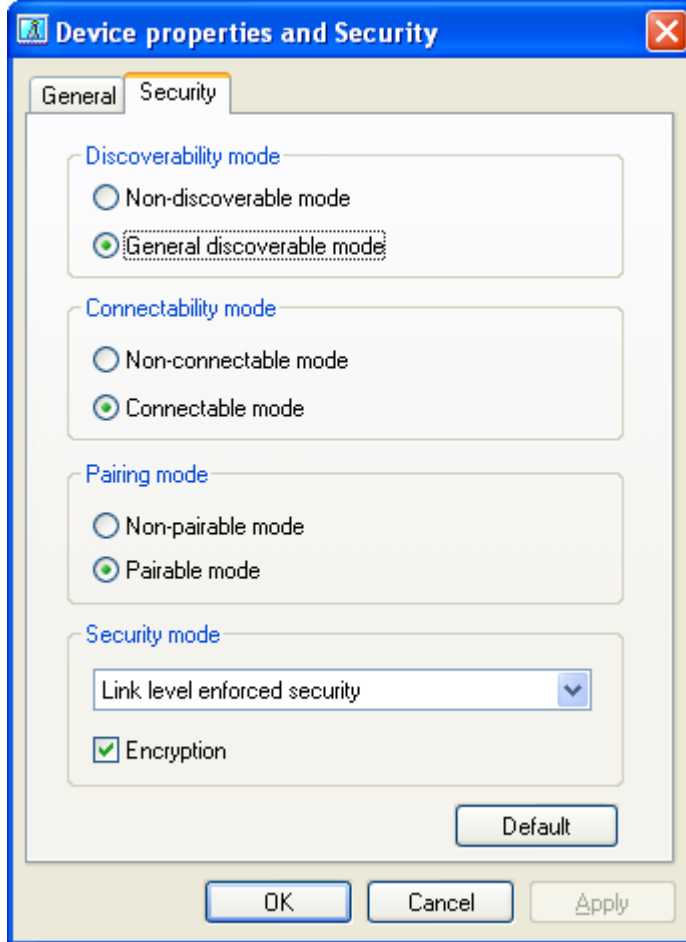 Device properties and Security
General Security
Discoverability mode
Non-discoverable mode
General discoverable mode
Connectability mode
Non-connectable mode
Connectable mode
Pairing mode
Non-pairable mode
Pairable mode
Security mode
Link level enforced security
Encryption
Default
OK Cancel Apply